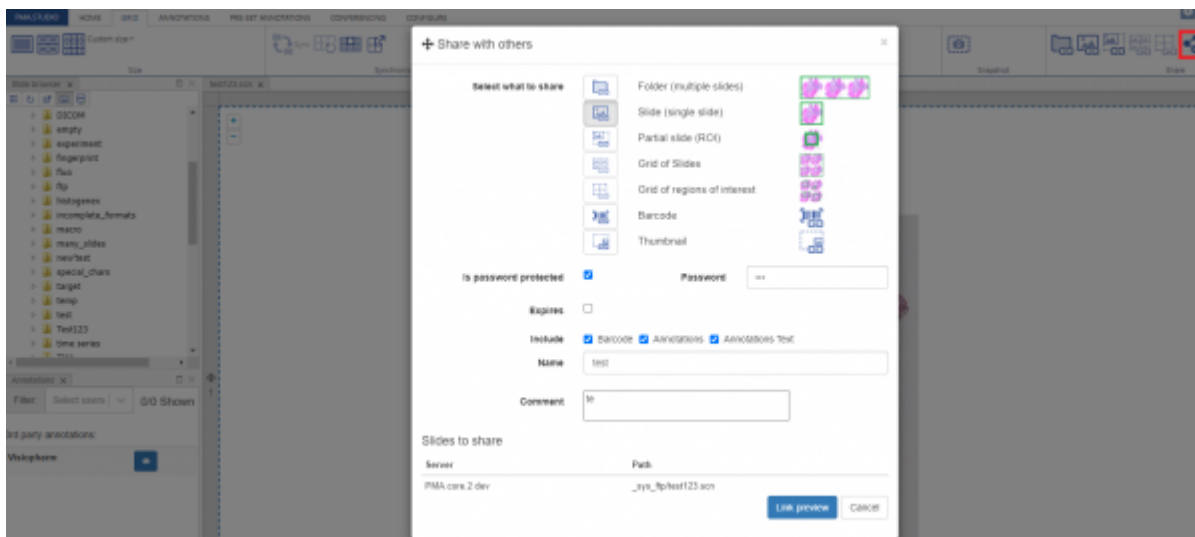 PMA.STUDIO HOME GRID ANNOTATIONS PRE-SET ANNOTATIONS CONFERENCING CONFIGURE
Custom size
Sync
Size
Snapshot
Share
Share with others
Slide browser x
test123.scn x
DICOM
empty
experiment
fingerprint
fluo
ftp
histogenex
incomplete_formats
macro
many_slides
new'test
special_chars
target
temp
test
Test123
time series
Annotations x
Filter: Select users 0/0 Shown
3rd party annotations:
Visiopharm
Select what to share
Folder (multiple slides)
Slide (single slide)
Partial slide (ROI)
Grid of Slides
Grid of regions of interest
Barcode
Thumbnail
Is password protected Password
Expires
Include Barcode Annotations Annotations Text
Name test
Comment te
Slides to share
Server Path
PMA.core.2 dev _sys_ftp/test123.scn
Link preview Cancel